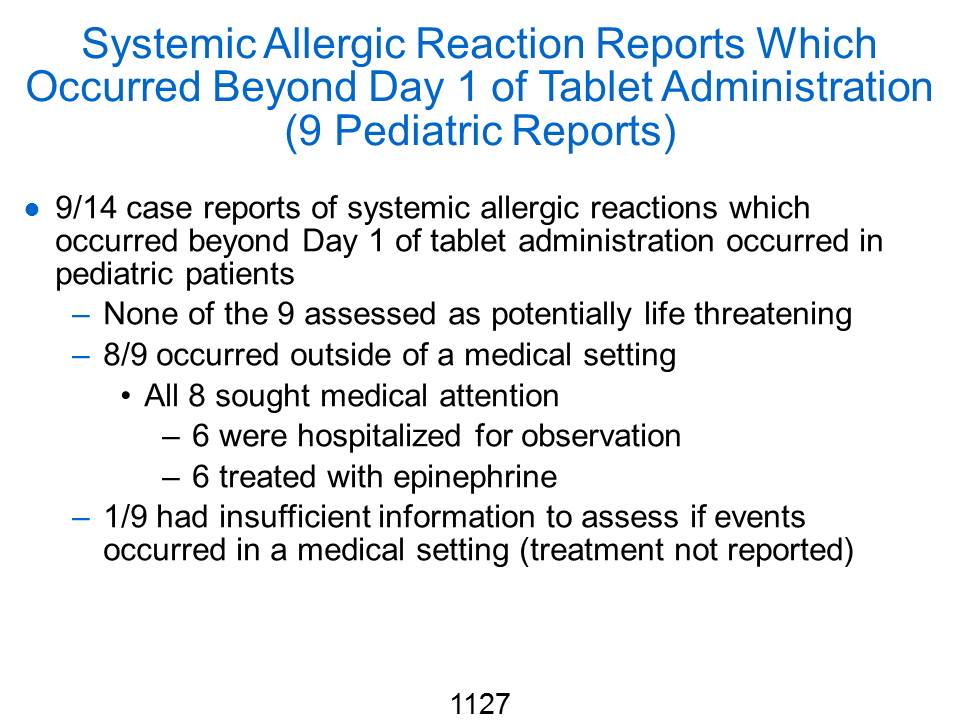 Systemic Allergic Reaction Reports Which
Occurred Beyond Day 1 of Tablet Administration
(9 Pediatric Reports)
● 9/14 case reports of systemic allergic reactions which
occurred beyond Day 1 of tablet administration occurred in
pediatric patients
– None of the 9 assessed as potentially life threatening
– 8/9 occurred outside of a medical setting
• All 8 sought medical attention
– 6 were hospitalized for observation
– 6 treated with epinephrine
– 1/9 had insufficient information to assess if events
occurred in a medical setting (treatment not reported)
1127